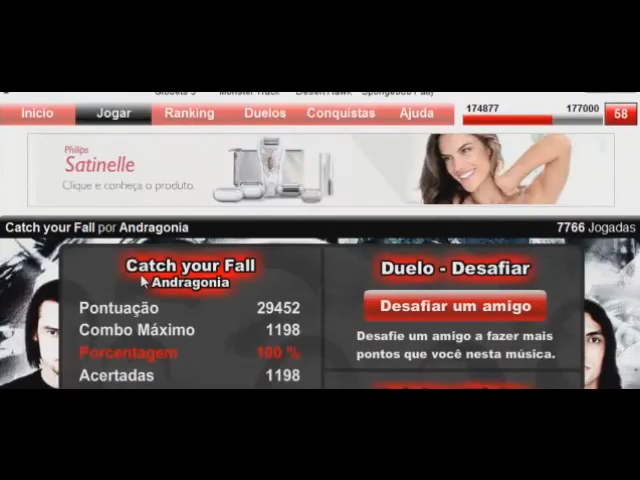 Inicio Jogar Ranking Duelos Conquistas Ajuda 174877 177000 58
Philips
Satinelle
Clique e conheça o produto.
Catch your Fall por Andragonia 7766 Jogadas
Catch your Fall
Andragonia
Pontuação 29452
Combo Máximo 1198
Porcentagem 100 %
Acertadas 1198
Duelo - Desafiar
Desafiar um amigo
Desafie um amigo a fazer mais
pontos que você nesta música.